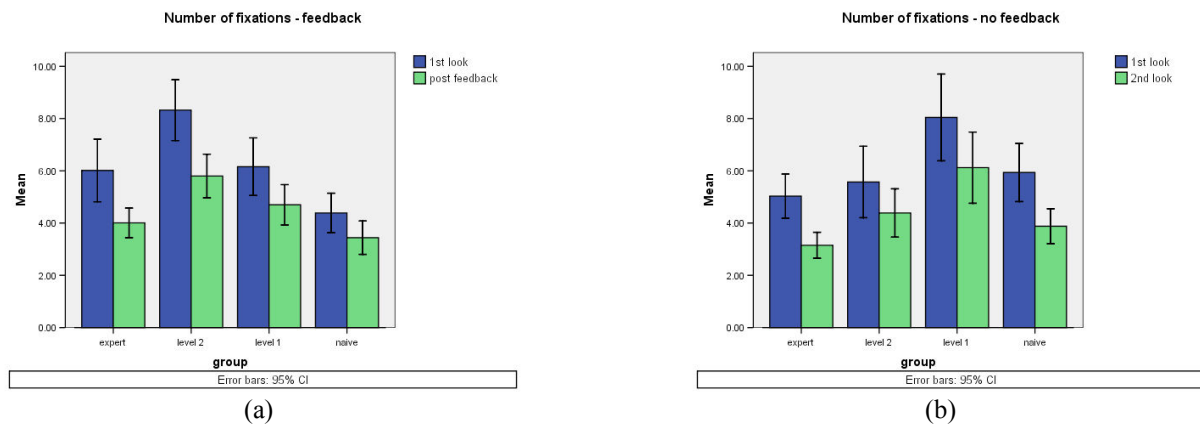 Number of fixations - feedback
10.00
8.00
6.00
4.00
2.00
0.00
Mean
1st look
post feedback
expert
level 2
level 1
naive
group
Error bars: 95% CI
(a)
Number of fixations - no feedback
10.00
8.00
6.00
4.00
2.00
0.00
Mean
1st look
2nd look
expert
level 2
level 1
naive
group
Error bars: 95% CI
(b)